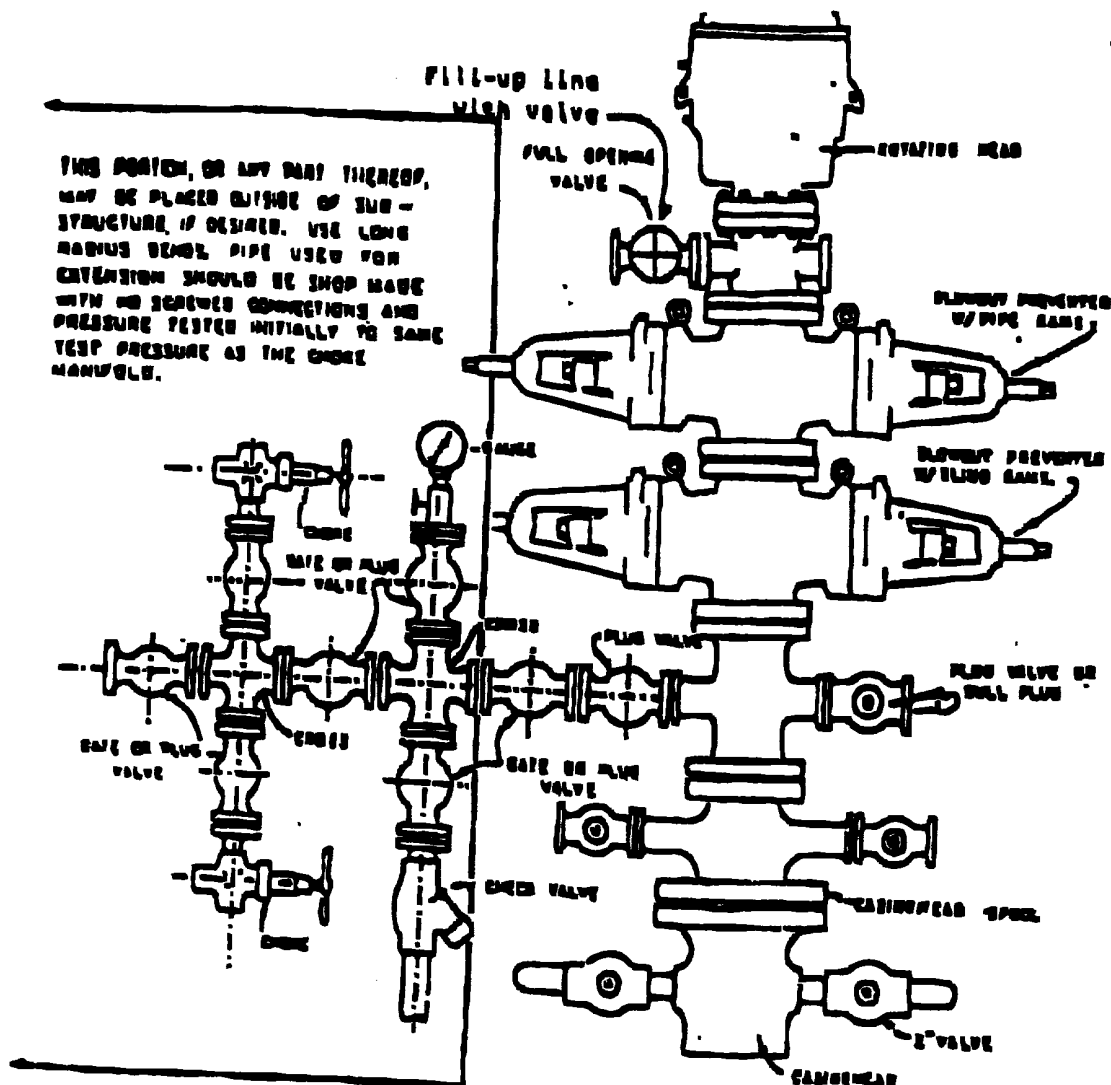 Fill-up line
with valve
FULL OPENING
VALVE
ROTATING HEAD
THIS PORTION, OR ANY PART THEREOF,
MAY BE PLACED OUTSIDE OF SUB-
STRUCTURE, IF DESIRED. USE LONG
RADIUS BENDS. PIPE USED FOR
EXTENSION SHOULD BE SHOP MADE
WITH NO SCREWED CONNECTIONS AND
PRESSURE TESTED INITIALLY TO SAME
TEST PRESSURE AS THE CHOKE
MANIFOLD.
BLOWOUT PREVENTER
W/PIPE RAMS
GAUGE
BLOWOUT PREVENTER
W/BLIND RAMS
CHOKE
GATE OR PLUG
VALVE
CROSS
PLUG VALVE
PLUG VALVE OR
BULL PLUG
GATE OR PLUG
VALVE
CROSS
GATE OR PLUG
VALVE
CHECK VALVE
CASINGHEAD SPOOL
CHOKE
2" VALVE
CASINGHEAD